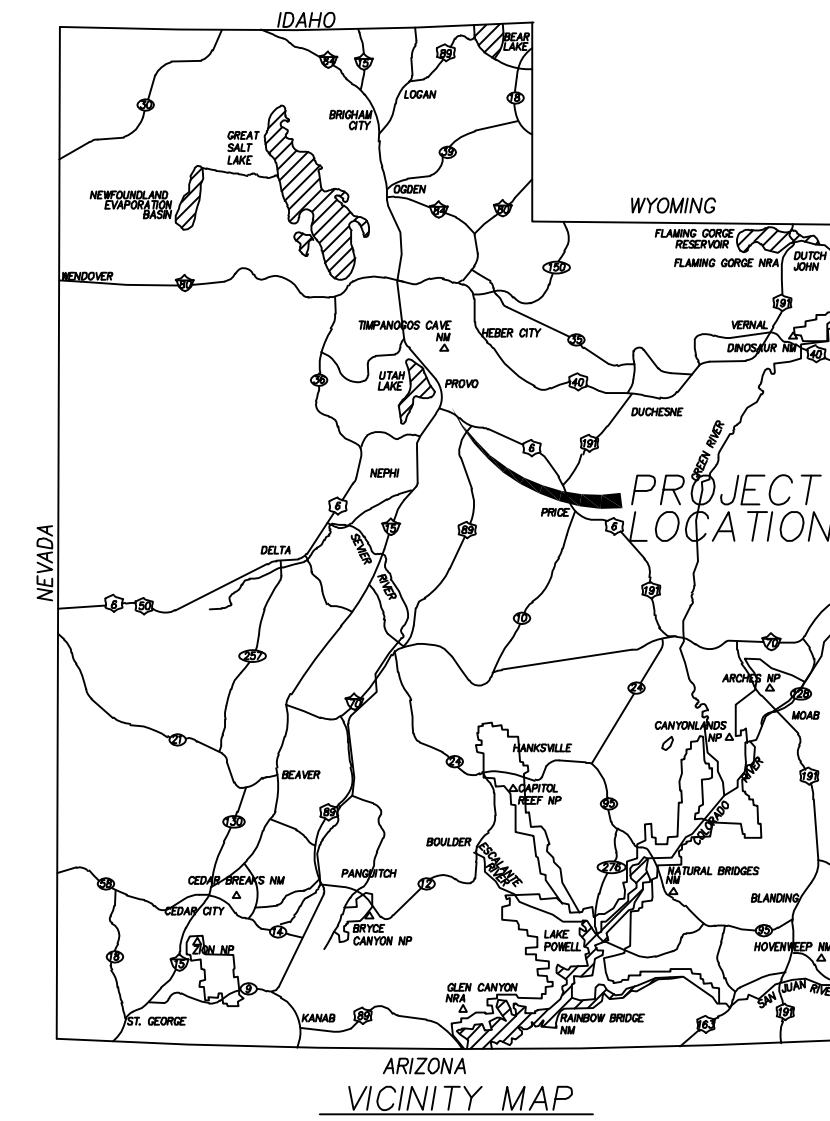 IDAHO
BEAR
LAKE
84
15
89
30
LOGAN
18
BRIGHAM
CITY
GREAT
SALT
LAKE
39
NEWFOUNDLAND
EVAPORATION
BASIN
OGDEN
84
80
WYOMING
FLAMING GORGE
RESERVOIR
FLAMING GORGE NRA
DUTCH
JOHN
WENDOVER
80
150
191
TIMPANOGOS CAVE
NM
HEBER CITY
35
VERNAL
DINOSAUR NM
40
36
UTAH
LAKE
PROVO
40
DUCHESNE
GREEN RIVER
6
191
NEPHI
PROJECT
LOCATION
6
PRICE
6
15
89
NEVADA
DELTA
SEVIER
RIVER
191
6
50
10
257
70
ARCHES NP
24
128
70
MOAB
CANYONLANDS
NP
21
HANKSVILLE
24
RIVER
191
BEAVER
CAPITOL
REEF NP
95
COLORADO
89
130
BOULDER
ESCALANTE
RIVER
276
NATURAL BRIDGES
NM
56
CEDAR BREAKS NM
PANGUITCH
12
BLANDING
CEDAR CITY
14
BRYCE
CANYON NP
LAKE
POWELL
95
ZION NP
HOVENWEEP NM
18
15
9
GLEN CANYON
NRA
SAN JUAN RIVE
ST. GEORGE
KANAB
89
RAINBOW BRIDGE
NM
163
191
ARIZONA
VICINITY MAP